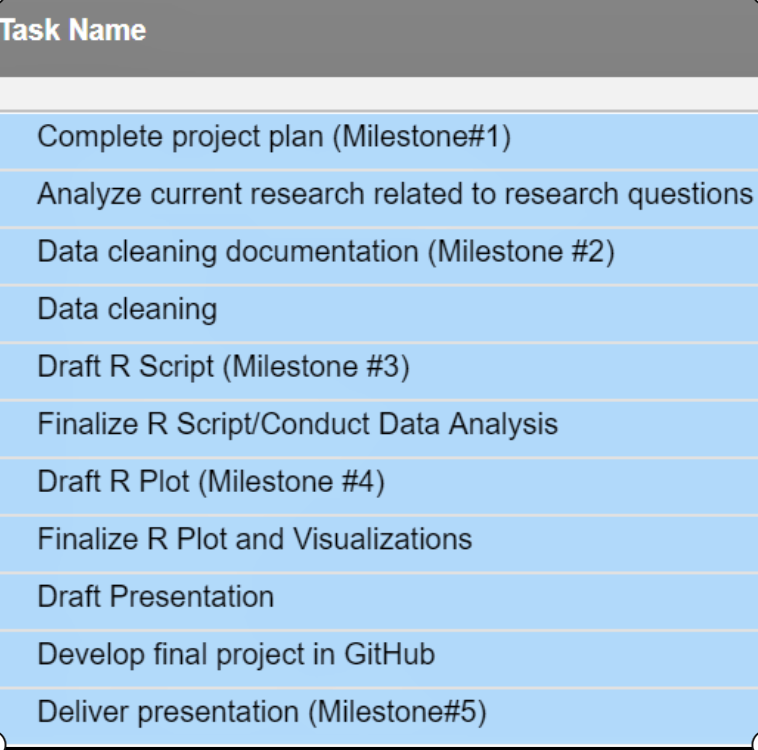 Task Name
Complete project plan (Milestone#1)
Analyze current research related to research questions
Data cleaning documentation (Milestone #2)
Data cleaning
Draft R Script (Milestone #3)
Finalize R Script/Conduct Data Analysis
Draft R Plot (Milestone #4)
Finalize R Plot and Visualizations
Draft Presentation
Develop final project in GitHub
Deliver presentation (Milestone#5)